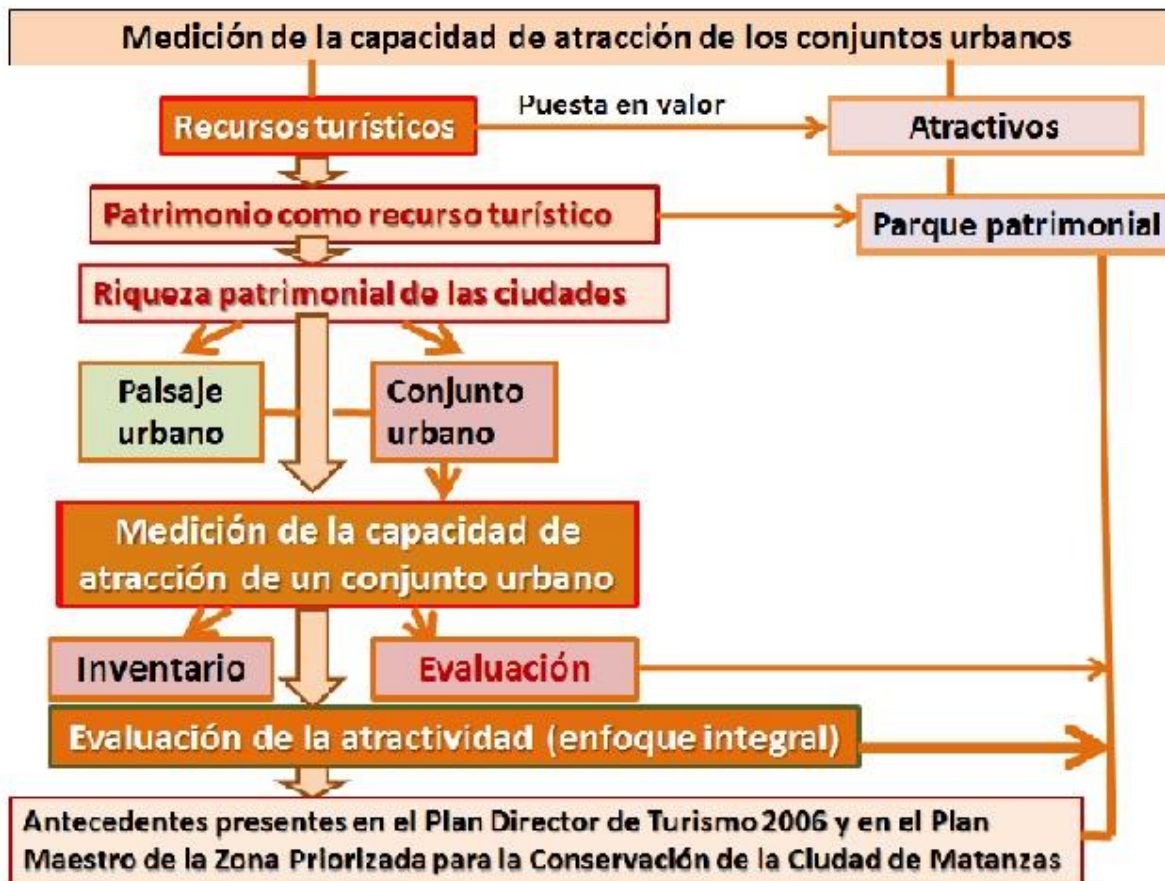 Medición de la capacidad de atracción de los conjuntos urbanos
Recursos turísticos
Puesta en valor
Atractivos
Patrimonio como recurso turístico
Parque patrimonial
Riqueza patrimonial de las ciudades
Paisaje
urbano
Conjunto
urbano
Medición de la capacidad de
atracción de un conjunto urbano
Inventario
Evaluación
Evaluación de la atractividad (enfoque integral)
Antecedentes presentes en el Plan Director de Turismo 2006 y en el Plan
Maestro de la Zona Priorizada para la Conservación de la Ciudad de Matanzas